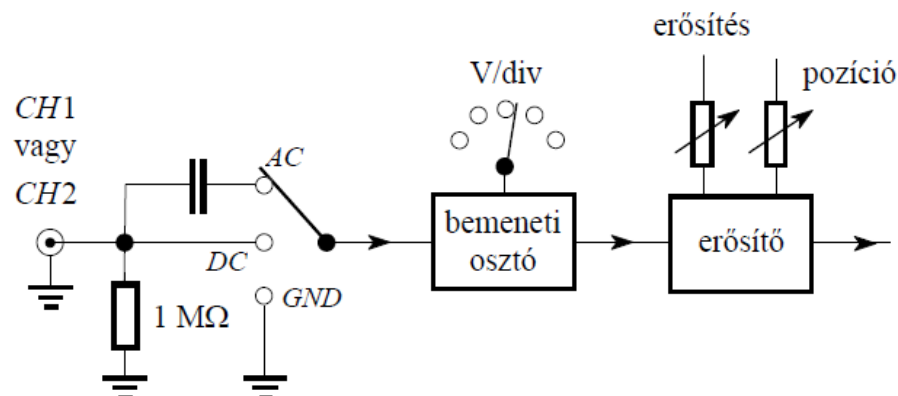 erősítés
V/div
pozíció
CH1
vagy
CH2
AC
DC
GND
1 MΩ
bemeneti
osztó
erősítő